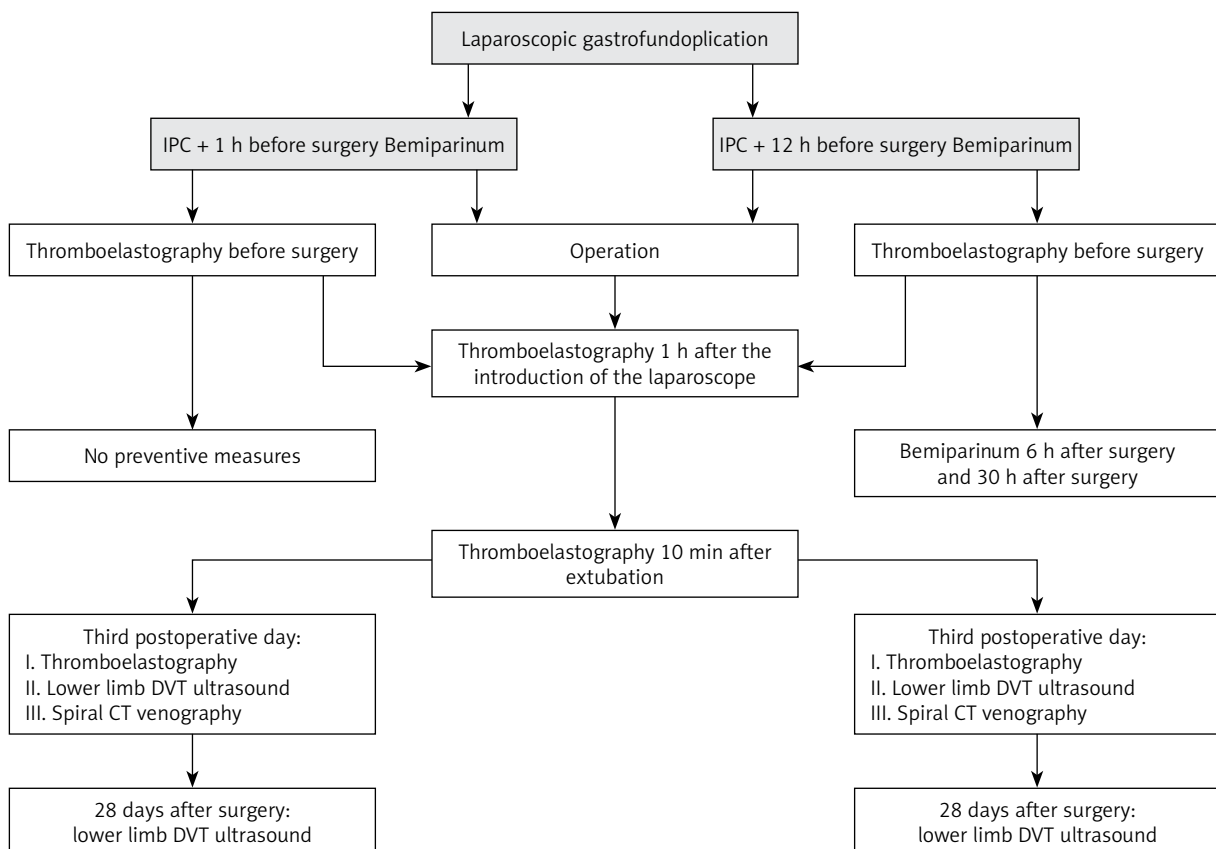 Laparoscopic gastrofundoplication
IPC + 1 h before surgery Bemiparinum
IPC + 12 h before surgery Bemiparinum
Thromboelastography before surgery
Operation
Thromboelastography before surgery
Thromboelastography 1 h after the
introduction of the laparoscope
No preventive measures
Bemiparinum 6 h after surgery
and 30 h after surgery
Thromboelastography 10 min after
extubation
Third postoperative day:
I. Thromboelastography
II. Lower limb DVT ultrasound
III. Spiral CT venography
Third postoperative day:
I. Thromboelastography
II. Lower limb DVT ultrasound
III. Spiral CT venography
28 days after surgery:
lower limb DVT ultrasound
28 days after surgery:
lower limb DVT ultrasound